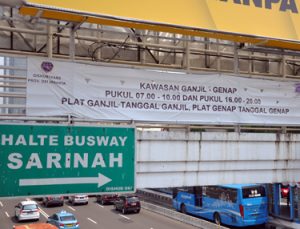 KAWASAN GANJIL - GENAP
PUKUL 07.00 - 10.00 DAN PUKUL 16.00 - 20.00
PLAT GANJIL TANGGAL GANJIL, PLAT GENAP TANGGAL GENAP
HALTE BUSWAY
SARINAH